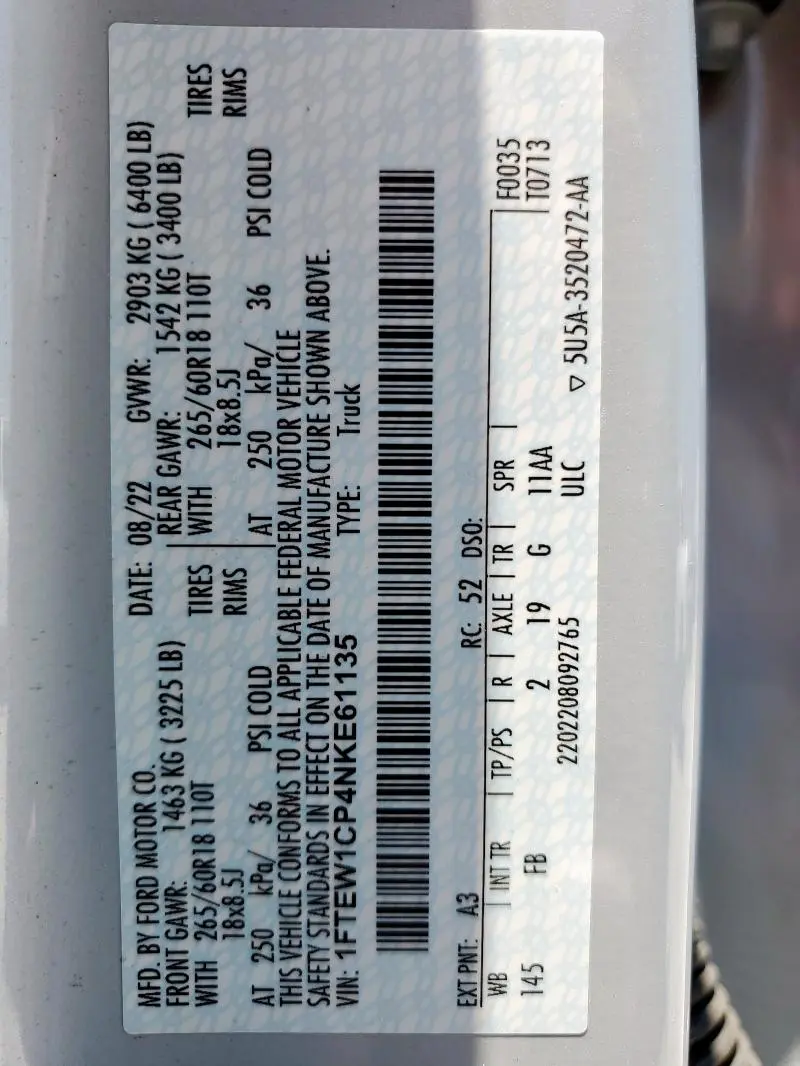 MFD. BY FORD MOTOR CO. DATE: 08/22 GVWR: 2903 KG ( 6400 LB)
FRONT GAWR: 1463 KG ( 3225 LB) REAR GAWR: 1542 KG ( 3400 LB)
WITH 265/60R18 110T TIRES WITH 265/60R18 110T TIRES
18x8.5J RIMS 18x8.5J RIMS
AT 250 kPa/ 36 PSI COLD AT 250 kPa/ 36 PSI COLD
THIS VEHICLE CONFORMS TO ALL APPLICABLE FEDERAL MOTOR VEHICLE
SAFETY STANDARDS IN EFFECT ON THE DATE OF MANUFACTURE SHOWN ABOVE.
VIN: 1FTEW1CP4NKE61135 TYPE: Truck
EXT PNT: A3 RC: 52 DSO:
WB | INT TR | TP/PS | R | AXLE | TR | SPR | F0035
145 FB 2 19 G 11AA T0713
2202208092765 ULC ▽ 5U5A-3520472-AA